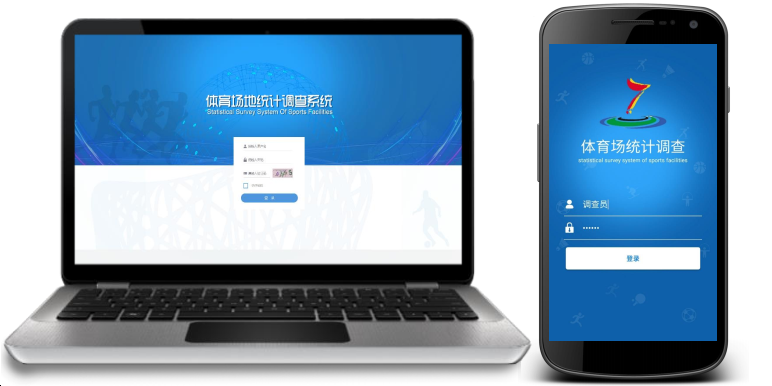 体育场地统计调查系统
Statistical Survey System Of Sports Facilities
登 录
7
体育场统计调查
statistical survey system of sports facilities
调查员
······
登录